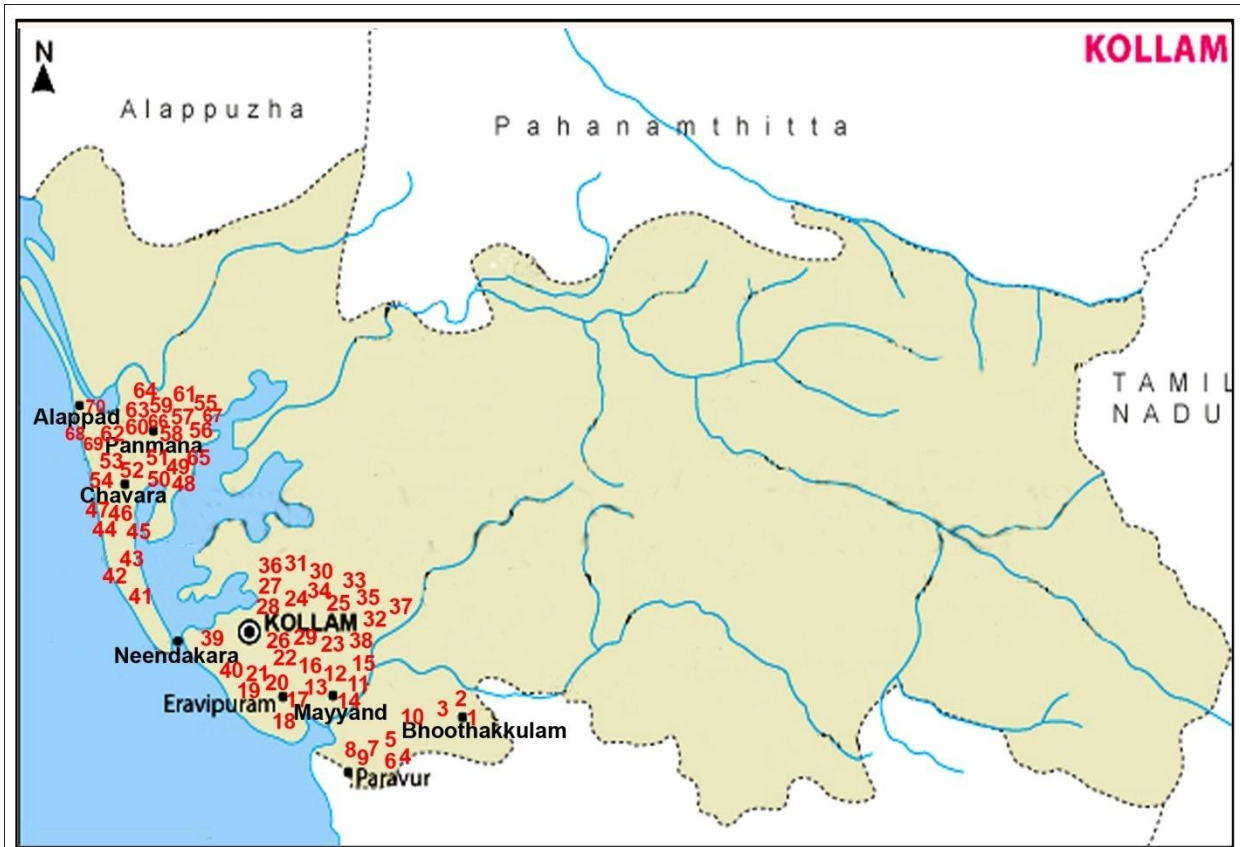 KOLLAM
N
Alappuzha
Pahanamthitta
TAMIL
NADU
64 61
63 59 55
70
Alappad
57 67
60 66
68 62 58 56
69 Panmana
53 51 49 65
52
54 50 48
Chavara
47 46
44 45
43
42
41
36 31 30
27 34 33
28 24 25 35 37
32
KOLLAM
39 26 29 23 38
Neendakara
22 16 15
40 21 20 13 12 11
19
Eravipuram 17 14
18 Mayyand
2
3
10 1
Bhoothakkulam
5
8 7
9 6 4
Paravur